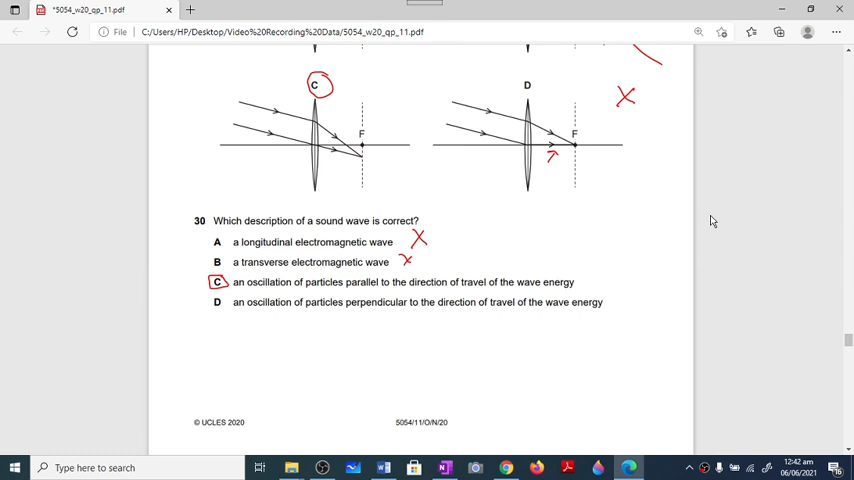 *5054_w20_qp_11.pdf
File
C:/Users/HP/Desktop/Video%20Recording%20Data/5054_w20_qp_11.pdf
C
D
F
F
30 Which description of a sound wave is correct?
A a longitudinal electromagnetic wave
B a transverse electromagnetic wave
C an oscillation of particles parallel to the direction of travel of the wave energy
D an oscillation of particles perpendicular to the direction of travel of the wave energy
© UCLES 2020
5054/11/O/N/20
Type here to search
12:42 am
06/06/2021
16